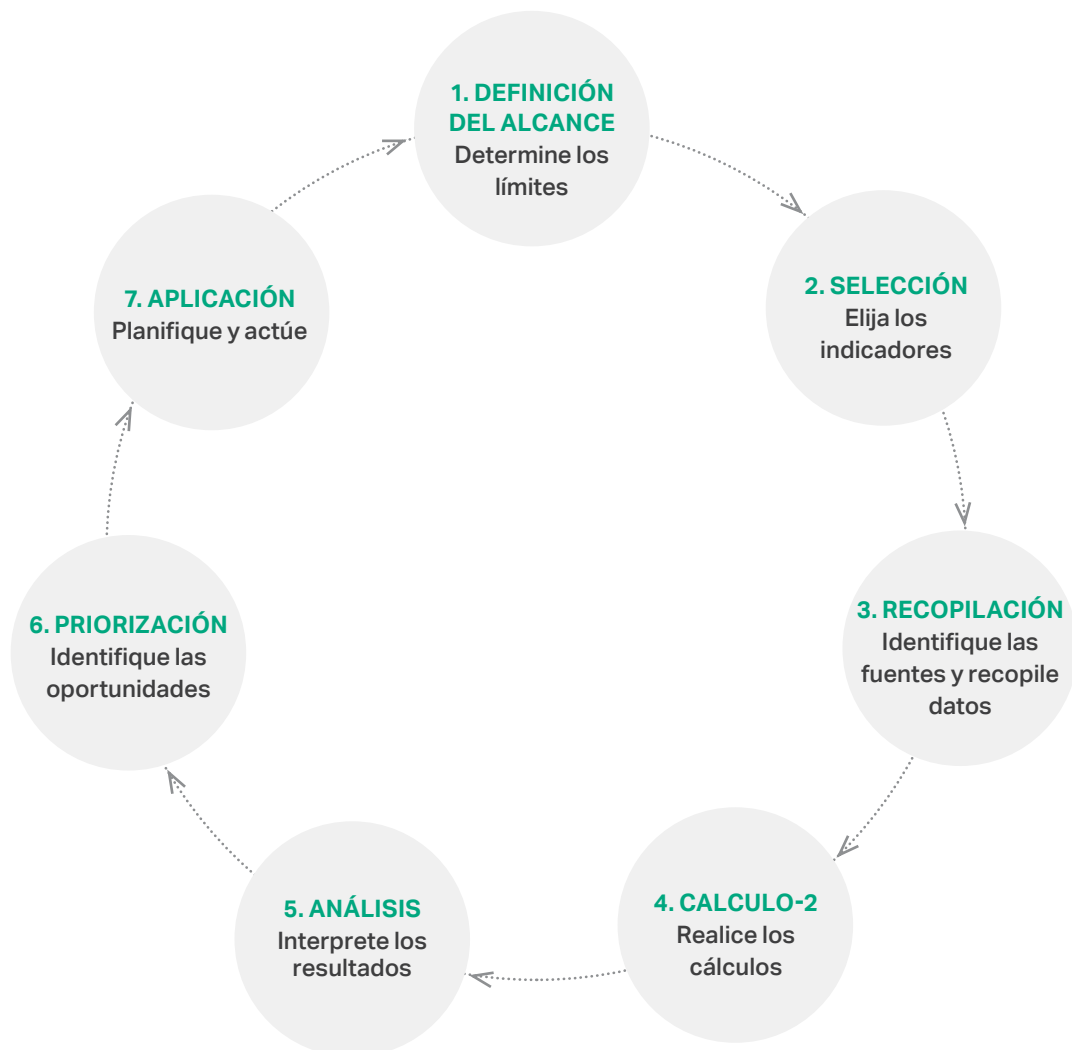 1. DEFINICIÓN
DEL ALCANCE
Determine los
límites
2. SELECCIÓN
Elija los
indicadores
3. RECOPILACIÓN
Identifique las
fuentes y recopile
datos
4. CALCULO-2
Realice los
cálculos
5. ANÁLISIS
Interprete los
resultados
6. PRIORIZACIÓN
Identifique las
oportunidades
7. APLICACIÓN
Planifique y actúe